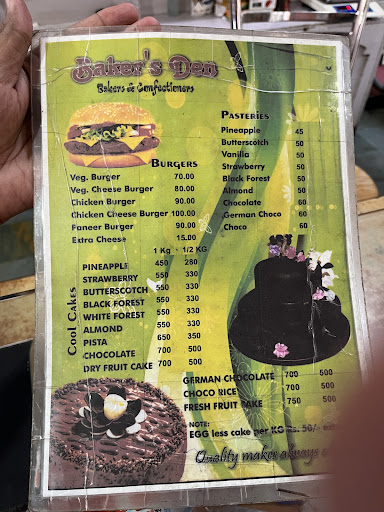 Baker's Den
Bakers & Confectioners
BURGERS
Veg. Burger 70.00
Veg. Cheese Burger 80.00
Chicken Burger 90.00
Chicken Cheese Burger 100.00
Paneer Burger 90.00
Extra Cheese 15.00
PASTERIES
Pineapple 45
Butterscotch 50
Vanilla 50
Strawberry 50
Black Forest 50
Almond 50
Chocolate 60
German Choco 60
Choco 60
Cool Cakes
1 Kg 1/2 KG
PINEAPPLE 450 280
STRAWBERRY 550 330
BUTTERSCOTCH 550 330
BLACK FOREST 550 330
WHITE FOREST 550 330
ALMOND 550 330
PISTA 650 350
CHOCOLATE 700 500
DRY FRUIT CAKE 700 500
GERMAN CHOCOLATE 700 500
CHOCO RICE 700 500
FRESH FRUIT CAKE 750 500
NOTE:
EGG less cake per KG Rs. 50/-
Quality makes always